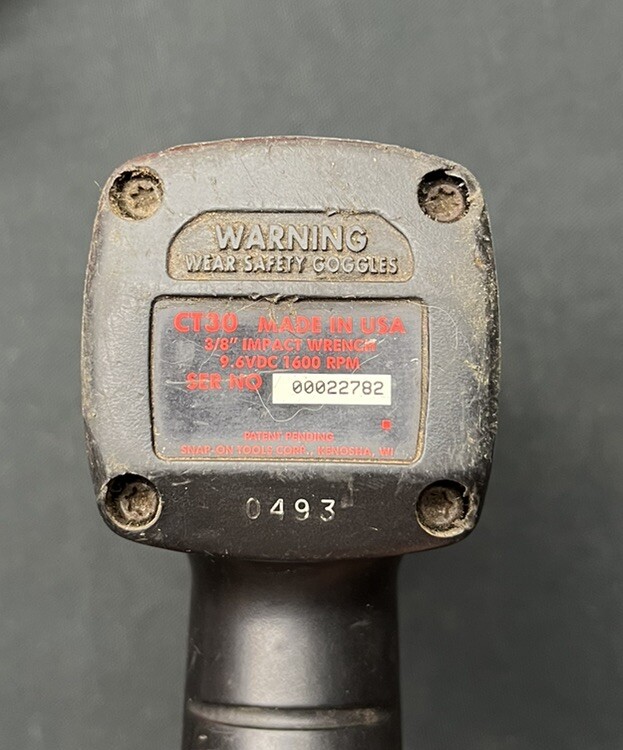 WARNING
WEAR SAFETY GOGGLES
CT30 MADE IN USA
3/8" IMPACT WRENCH
9.6VDC 1600 RPM
SER NO 00022782
PATENT PENDING
SNAP-ON TOOLS CORP., KENOSHA, WI
0493